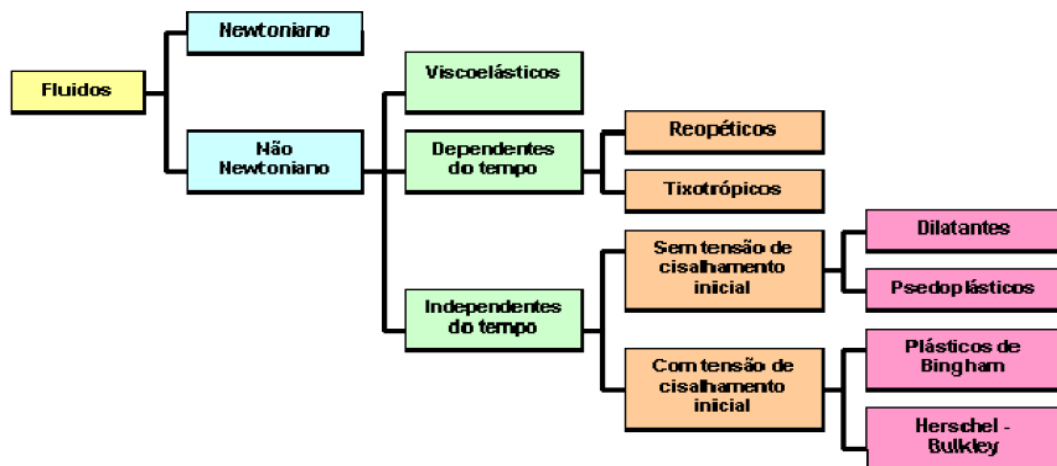 Fluidos
Newtoniano
Não
Newtoniano
Viscoelásticos
Dependentes
do tempo
Independentes
do tempo
Reopéticos
Tixotrópicos
Sem tensão de
cisalhamento
inicial
Com tensão de
cisalhamento
inicial
Dilatantes
Psedoplásticos
Plásticos de
Bingham
Herschel -
Bulkley